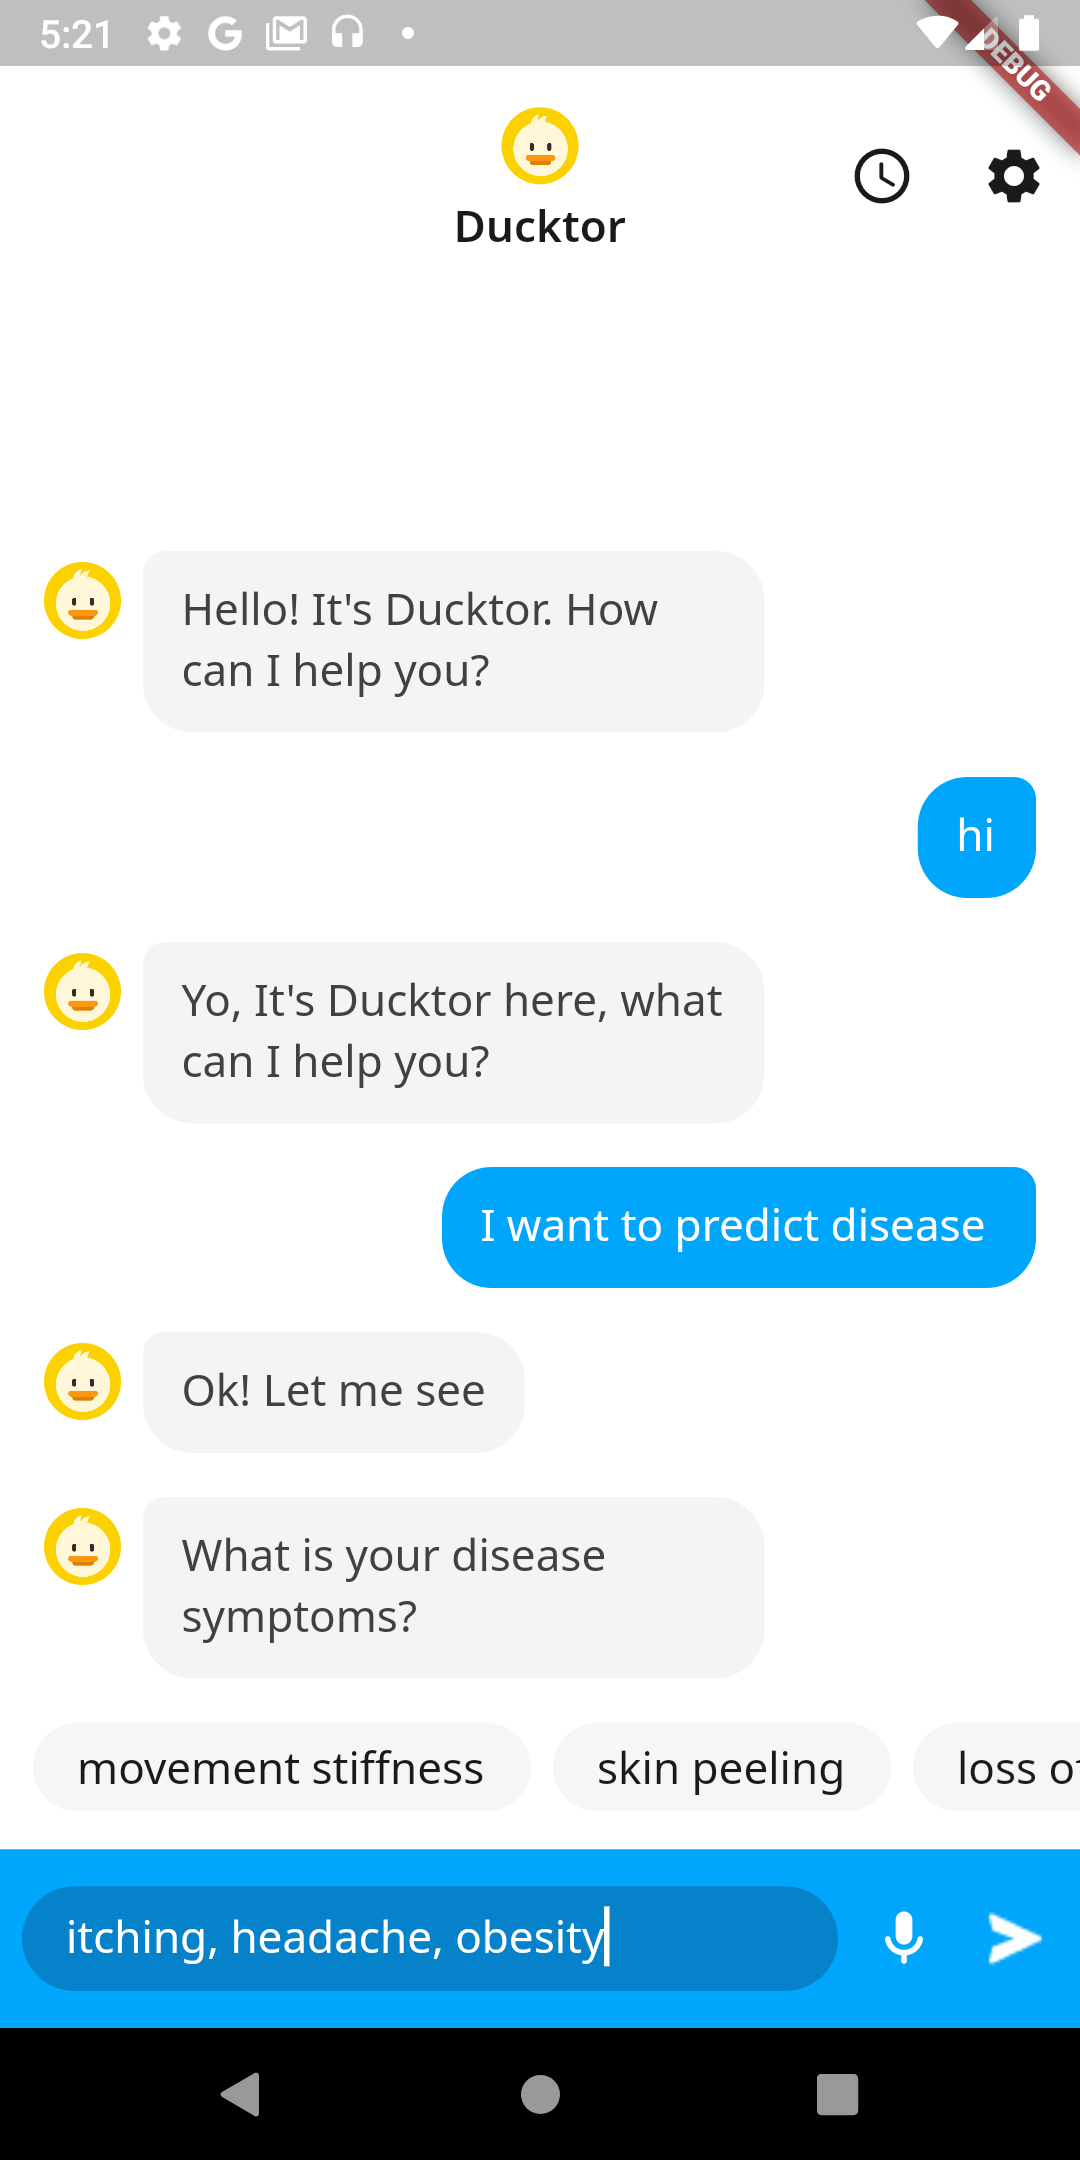 5:21
DEBUG
Ducktor
Hello! It's Ducktor. How
can I help you?
hi
Yo, It's Ducktor here, what
can I help you?
I want to predict disease
Ok! Let me see
What is your disease
symptoms?
movement stiffness
skin peeling
loss
itching, headache, obesity